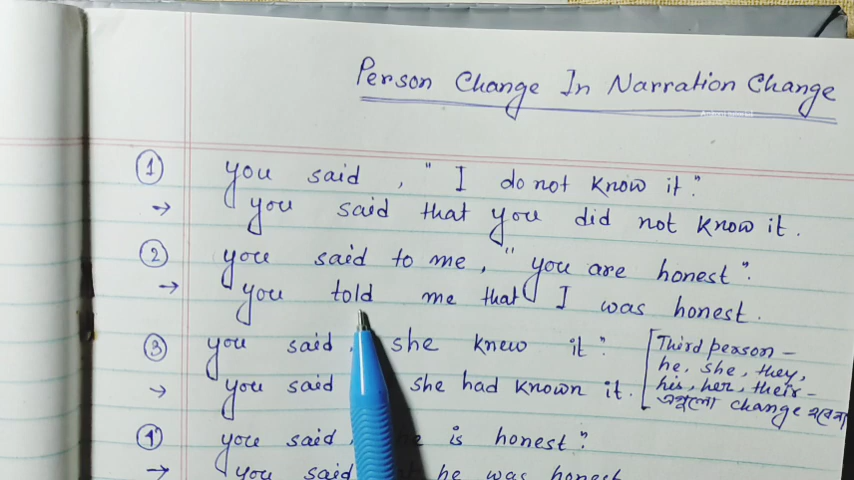 Person Change In Narration Change
① you said , " I do not know it."
→ you said that you did not know it.
② you said to me, " you are honest".
→ you told me that I was honest.
③ you said, she knew it".
→ you said she had known it.
[Third person -
he, she, they,
his, her, their -
এগুলো change হবেনা
④ you said, is honest."
→ you said he was honest.